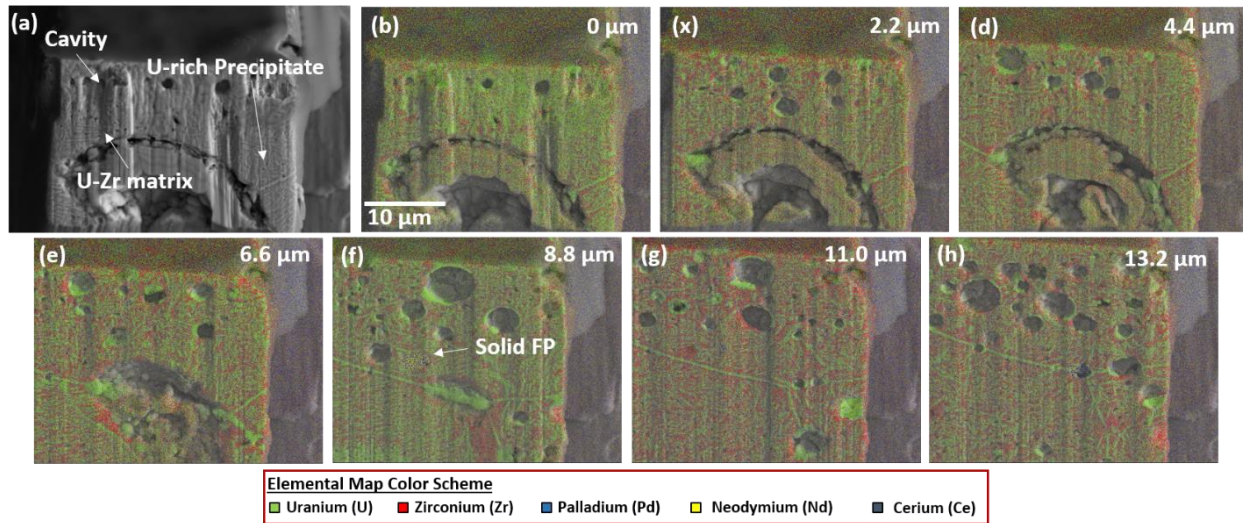 (a)
Cavity
U-rich Precipitate
U-Zr matrix
(b)
0 µm
10 µm
(x)
2.2 µm
(d)
4.4 µm
(e)
6.6 µm
(f)
8.8 µm
Solid FP
(g)
11.0 µm
(h)
13.2 µm
Elemental Map Color Scheme
Uranium (U) Zirconium (Zr) Palladium (Pd) Neodymium (Nd) Cerium (Ce)